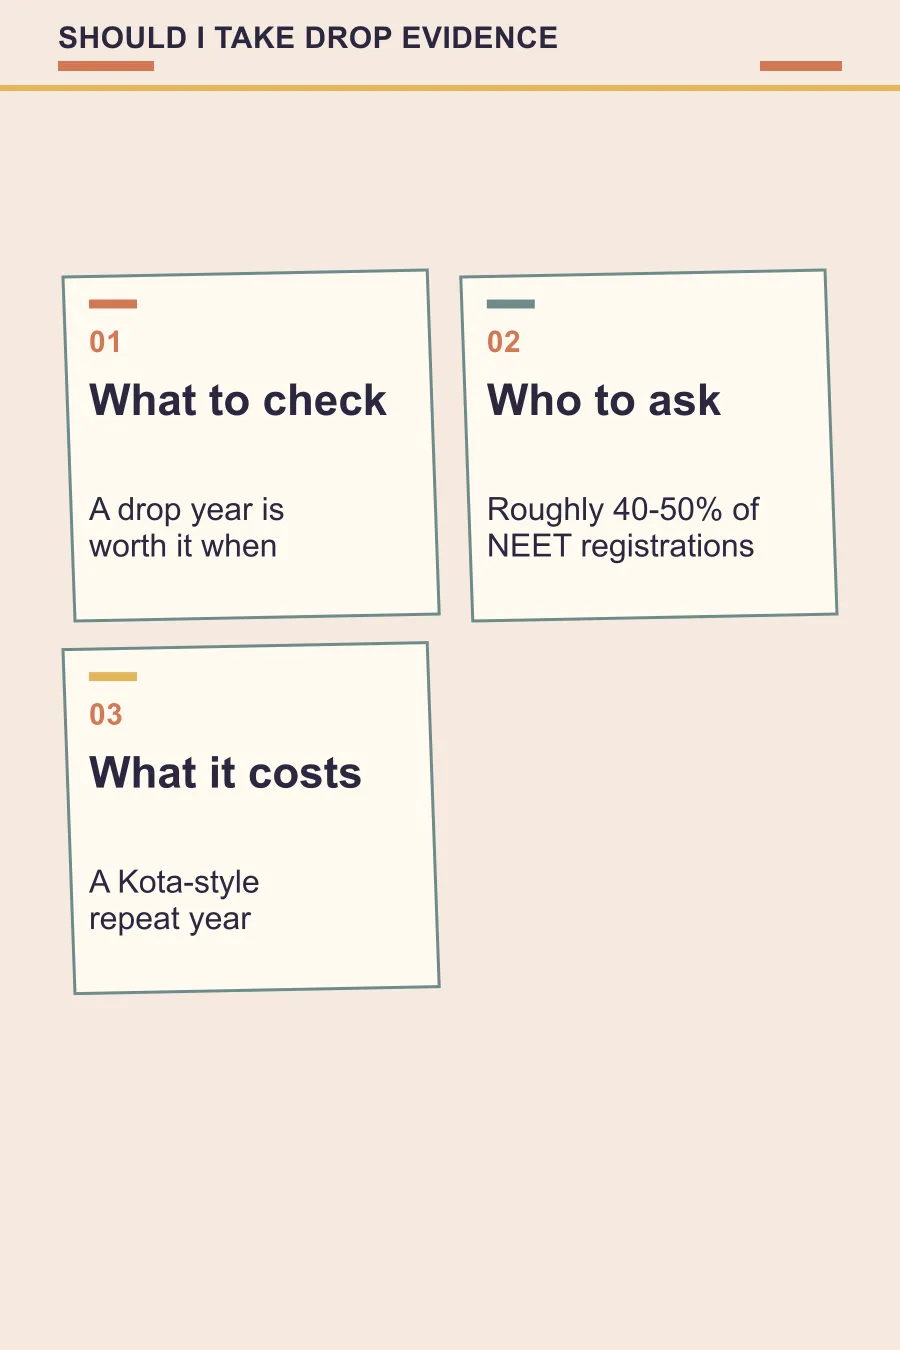 SHOULD I TAKE DROP EVIDENCE
01
What to check
A drop year is
worth it when
02
Who to ask
Roughly 40-50% of
NEET registrations
03
What it costs
A Kota-style
repeat year